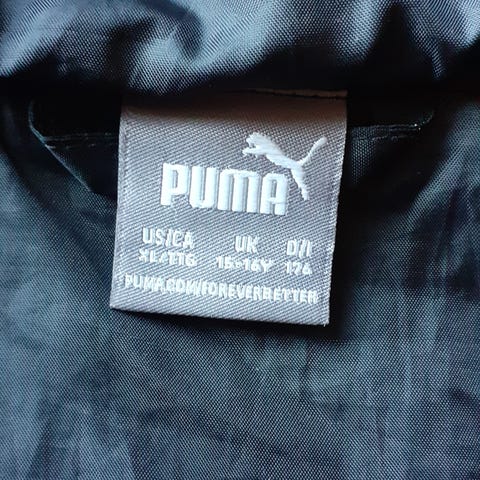 PUMA
US/CA UK D/I
XL/TTG 15-16Y 176
PUMA.COM/FOREVERBETTER